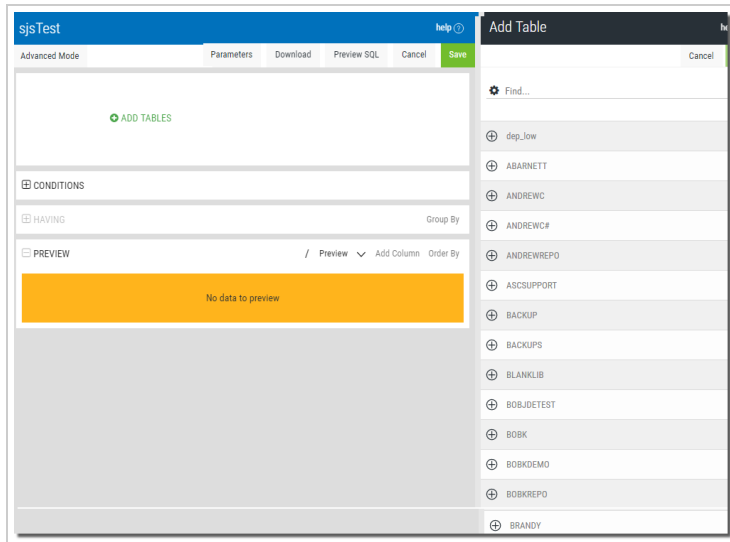 sjsTest help ?
Advanced Mode Parameters Download Preview SQL Cancel Save
ADD TABLES
CONDITIONS
HAVING Group By
PREVIEW / Preview Add Column Order By
No data to preview
Add Table
Cancel
Find...
dep_low
ABARNETT
ANDREWC
ANDREWC#
ANDREWREPO
ASCSUPPORT
BACKUP
BACKUPS
BLANKLIB
BOBJDETEST
BOBK
BOBKDEMO
BOBKREPO
BRANDY